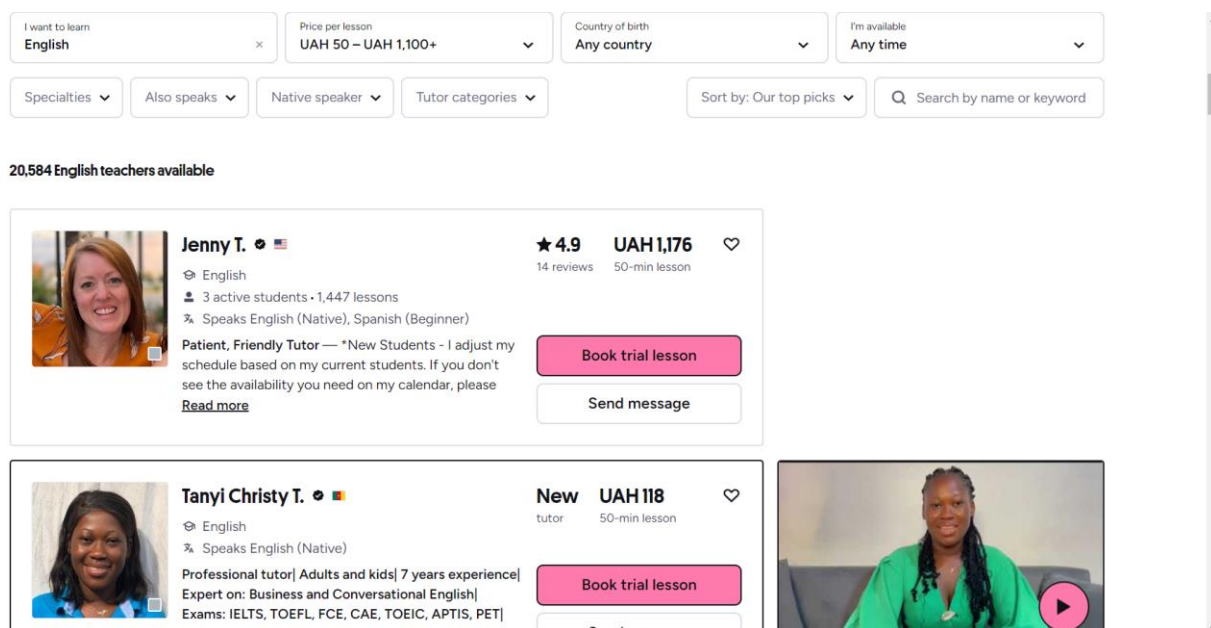 I want to learn
English
Price per lesson
UAH 50 – UAH 1,100+
Country of birth
Any country
I'm available
Any time
Specialties
Also speaks
Native speaker
Tutor categories
Sort by: Our top picks
Search by name or keyword
20,584 English teachers available
Jenny T.
4.9
14 reviews
UAH 1,176
50-min lesson
English
3 active students • 1,447 lessons
Speaks English (Native), Spanish (Beginner)
Patient, Friendly Tutor — *New Students - I adjust my
schedule based on my current students. If you don't
see the availability you need on my calendar, please
Read more
Book trial lesson
Send message
Tanyi Christy T.
New
tutor
UAH 118
50-min lesson
English
Speaks English (Native)
Professional tutor| Adults and kids| 7 years experience|
Expert on: Business and Conversational English|
Exams: IELTS, TOEFL, FCE, CAE, TOEIC, APTIS, PET|
Book trial lesson